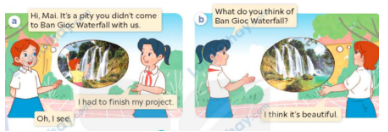 a
Hi, Mai. It's a pity you didn't come
to Ban Gioc Waterfall with us.
I had to finish my project.
Oh, I see.
b
What do you think of
Ban Gioc Waterfall?
I think it's beautiful.